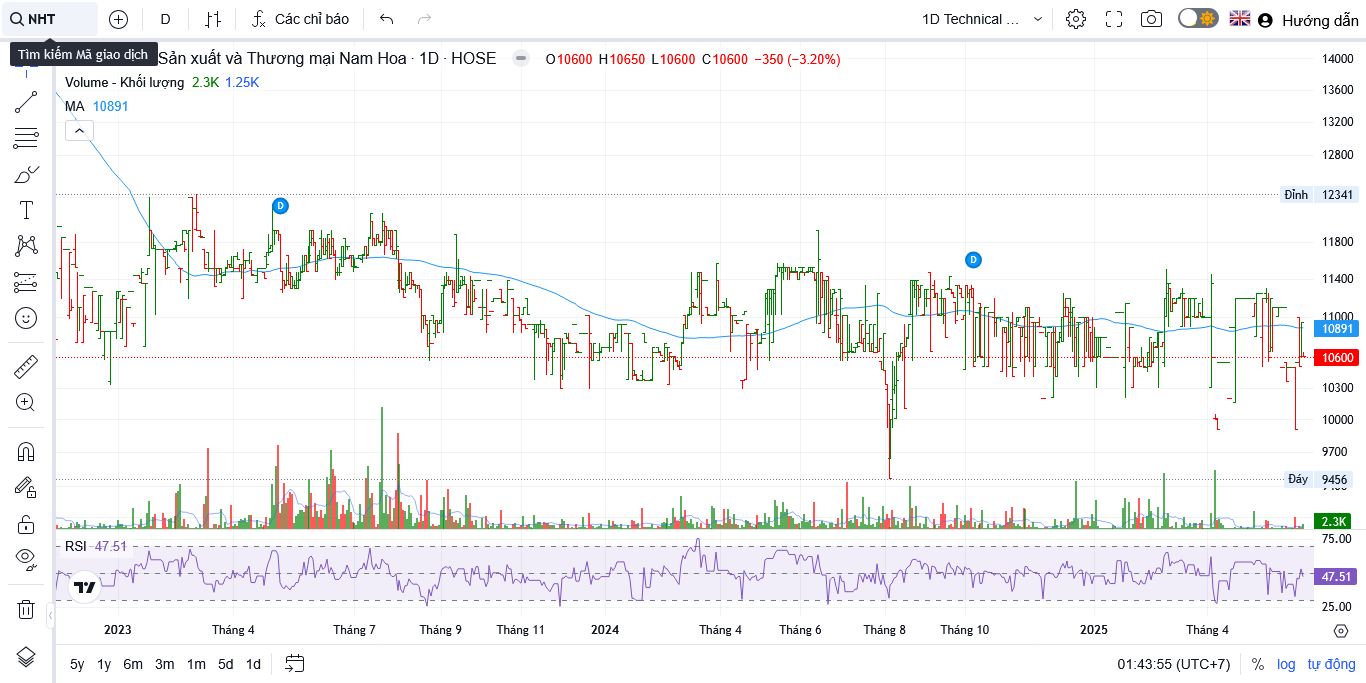 NHT D Các chỉ báo 1D Technical ... Hướng dẫn
Tìm kiếm Mã giao dịch
Sản xuất và Thương mại Nam Hoa · 1D · HOSE O10600 H10650 L10600 C10600 −350 (−3.20%)
Volume - Khối lượng 2.3K 1.25K
MA 10891
14000
13600
13200
12800
Đỉnh 12341
D
11800
D
11400
11000
10891
10600
10300
10000
9700
Đáy 9456
2.3K
RSI 47.51
75.00
47.51
25.00
2023 Tháng 4 Tháng 7 Tháng 9 Tháng 11 2024 Tháng 4 Tháng 6 Tháng 8 Tháng 10 2025 Tháng 4
5y 1y 6m 3m 1m 5d 1d 01:43:55 (UTC+7) % log tự động